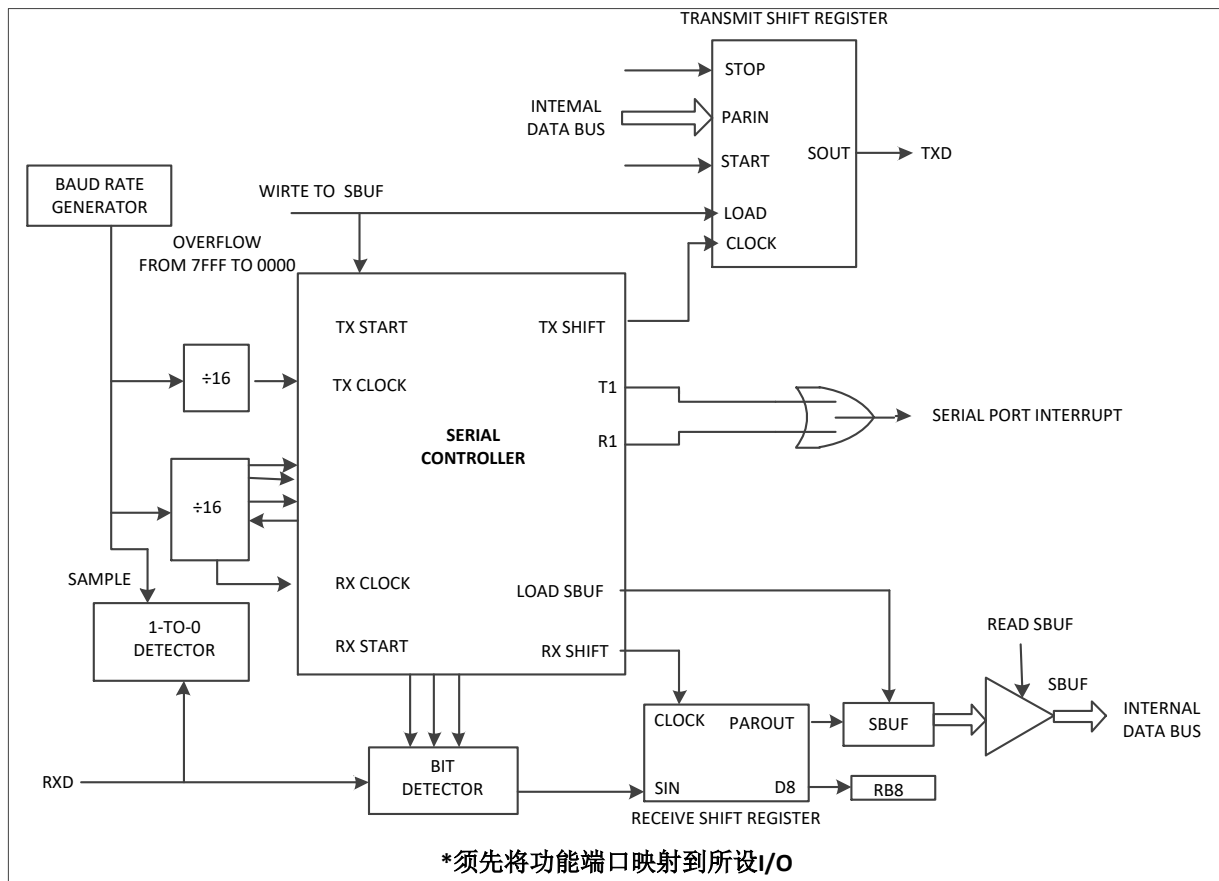 TRANSMIT SHIFT REGISTER
STOP
INTEMAL
DATA BUS
PARIN
SOUT
TXD
START
BAUD RATE
GENERATOR
WIRTE TO SBUF
LOAD
CLOCK
OVERFLOW
FROM 7FFF TO 0000
TX START
TX SHIFT
÷16
TX CLOCK
T1
SERIAL PORT INTERRUPT
SERIAL
CONTROLLER
R1
÷16
SAMPLE
RX CLOCK
LOAD SBUF
1-TO-0
DETECTOR
RX START
RX SHIFT
READ SBUF
SBUF
CLOCK
PAROUT
SBUF
INTERNAL
DATA BUS
RXD
BIT
DETECTOR
SIN
D8
RB8
RECEIVE SHIFT REGISTER
*须先将功能端口映射到所设I/O